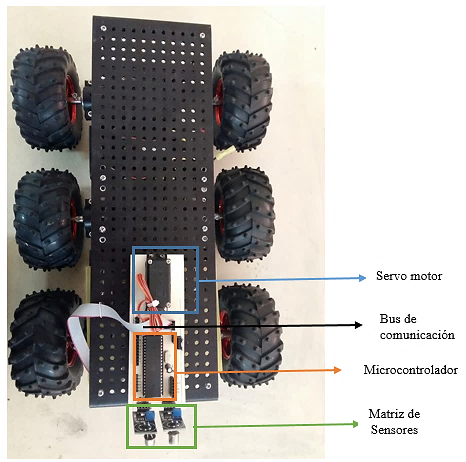 Servo motor
Bus de
comunicación
Microcontrolador
Matriz de
Sensores